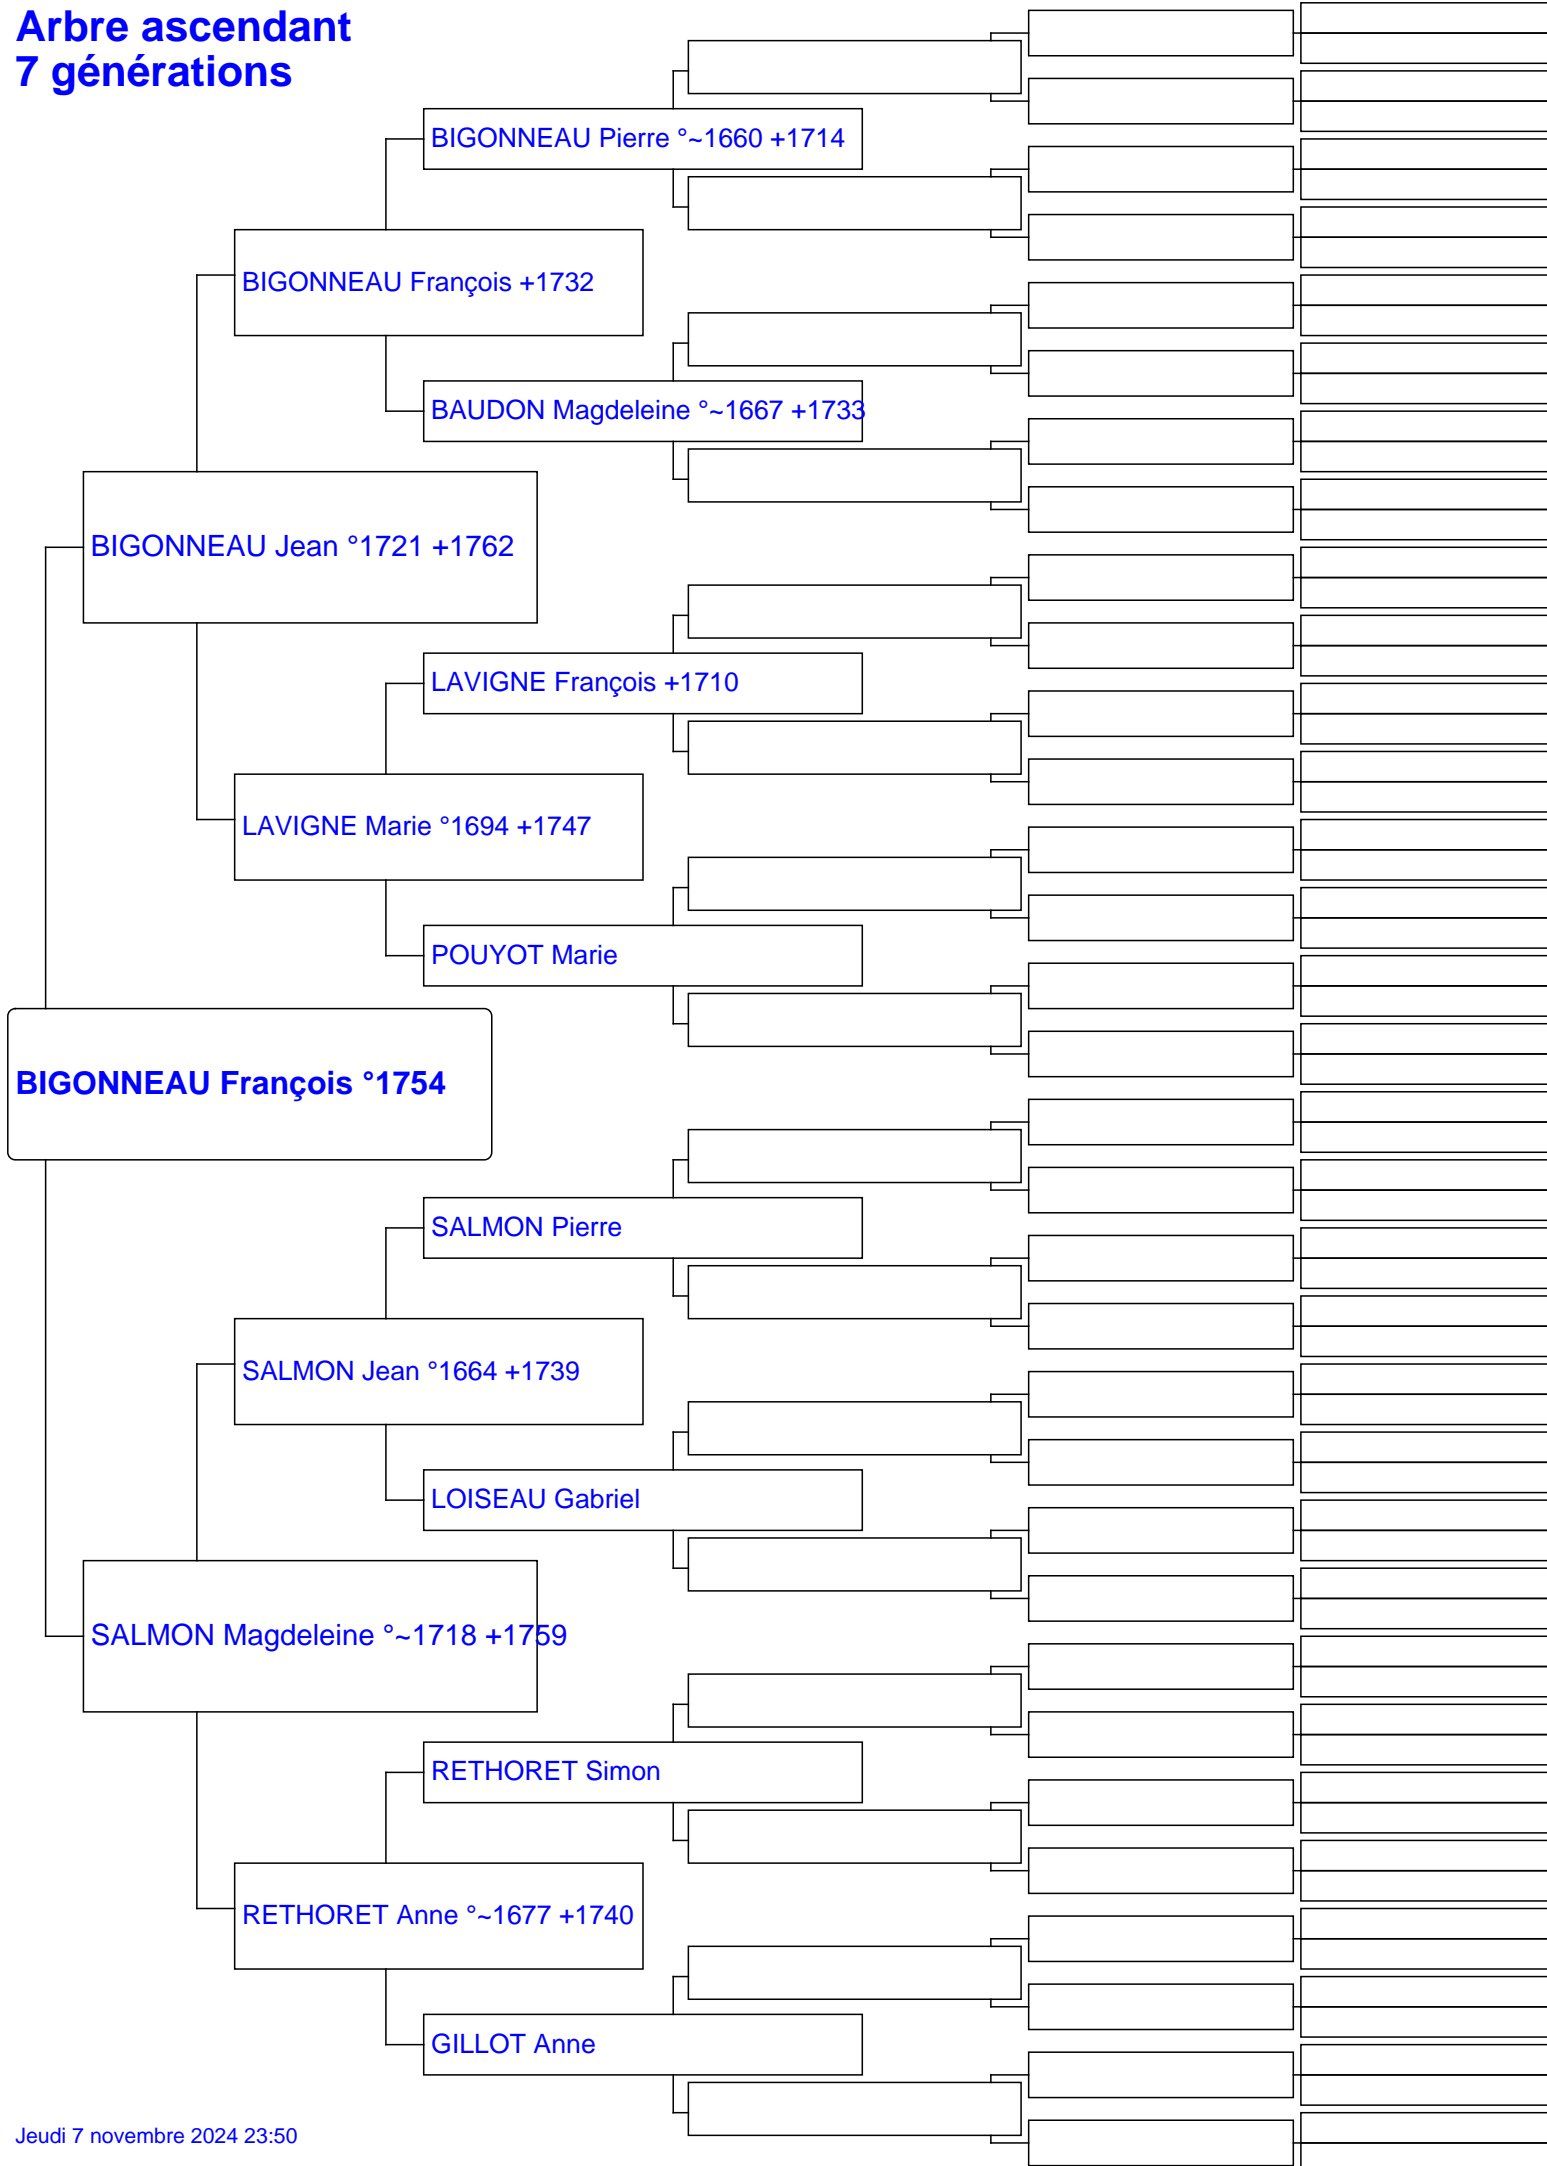 Arbre ascendant
7 générations
BIGONNEAU Pierre °~1660 +1714
BIGONNEAU François +1732
BAUDON Magdeleine °~1667 +1733
BIGONNEAU Jean °1721 +1762
LAVIGNE François +1710
LAVIGNE Marie °1694 +1747
POUYOT Marie
BIGONNEAU François °1754
SALMON Pierre
SALMON Jean °1664 +1739
LOISEAU Gabriel
SALMON Magdeleine °~1718 +1759
RETHORET Simon
RETHORET Anne °~1677 +1740
GILLOT Anne
Jeudi 7 novembre 2024 23:50